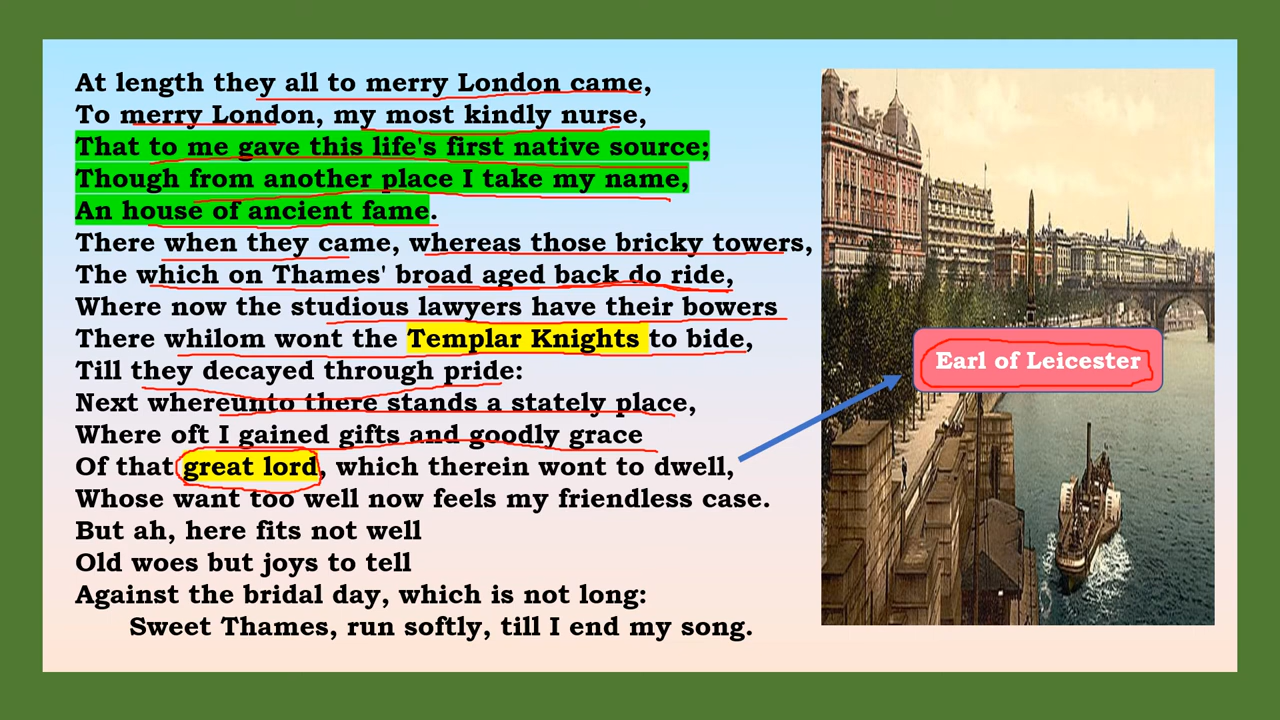 At length they all to merry London came,
To merry London, my most kindly nurse,
That to me gave this life's first native source;
Though from another place I take my name,
An house of ancient fame.
There when they came, whereas those bricky towers,
The which on Thames' broad aged back do ride,
Where now the studious lawyers have their bowers
There whilom wont the Templar Knights to bide,
Till they decayed through pride:
Next whereunto there stands a stately place,
Where oft I gained gifts and goodly grace
Of that great lord, which therein wont to dwell,
Whose want too well now feels my friendless case.
But ah, here fits not well
Old woes but joys to tell
Against the bridal day, which is not long:
Sweet Thames, run softly, till I end my song.
Earl of Leicester